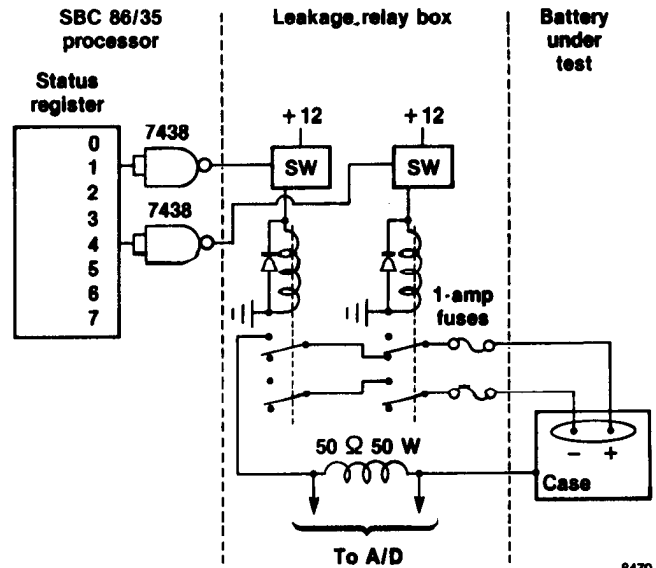 SBC 86/35
processor
Leakage relay box
Battery
under
test
Status
register
0
1
2
3
4
5
6
7
7438
7438
+12
SW
+12
SW
1-amp
fuses
50 Ω 50 W
− +
Case
To A/D
8479